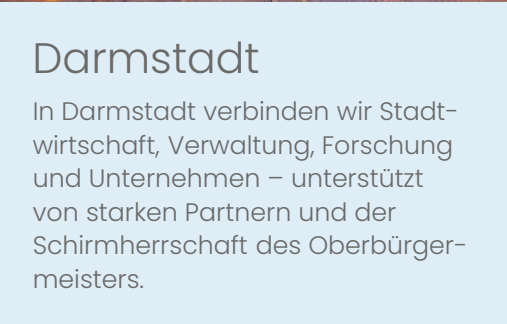 Darmstadt
In Darmstadt verbinden wir Stadt-
wirtschaft, Verwaltung, Forschung
und Unternehmen – unterstützt
von starken Partnern und der
Schirmherrschaft des Oberbürger-
meisters.